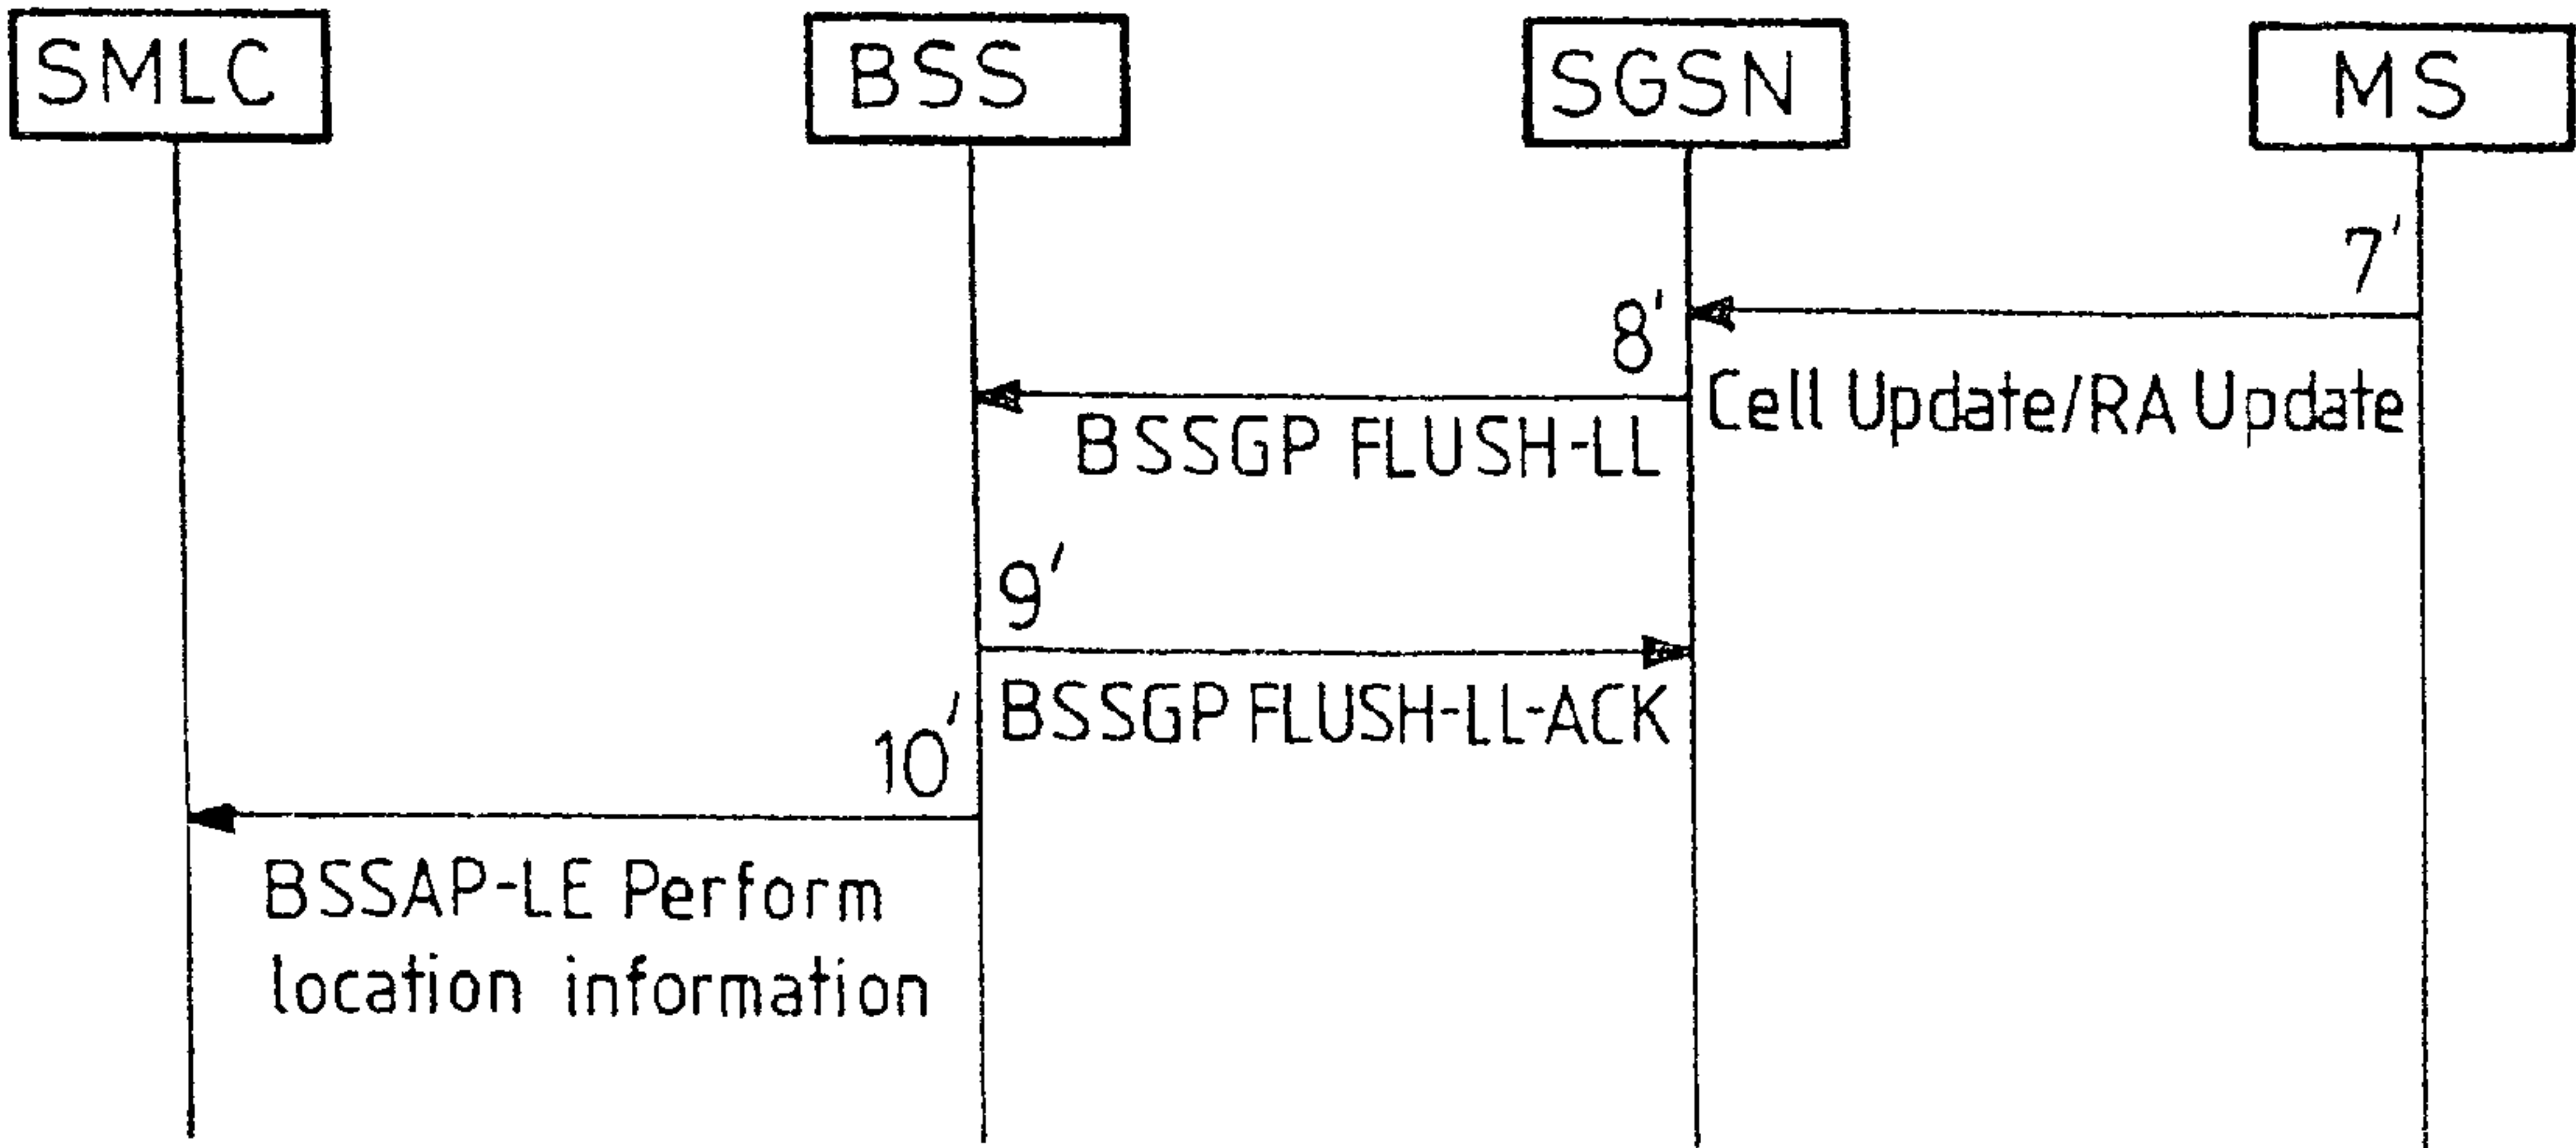 SMLC
BSS
SGSN
MS
7'
8'
Cell Update/RA Update
BSSGP FLUSH-LL
9'
BSSGP FLUSH-LL-ACK
10'
BSSAP-LE Perform
location information